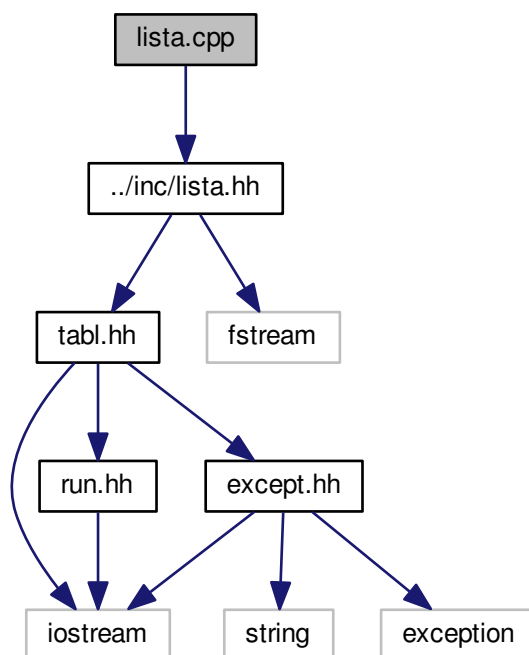 lista.cpp
../inc/lista.hh
tabl.hh
fstream
run.hh
except.hh
iostream
string
exception